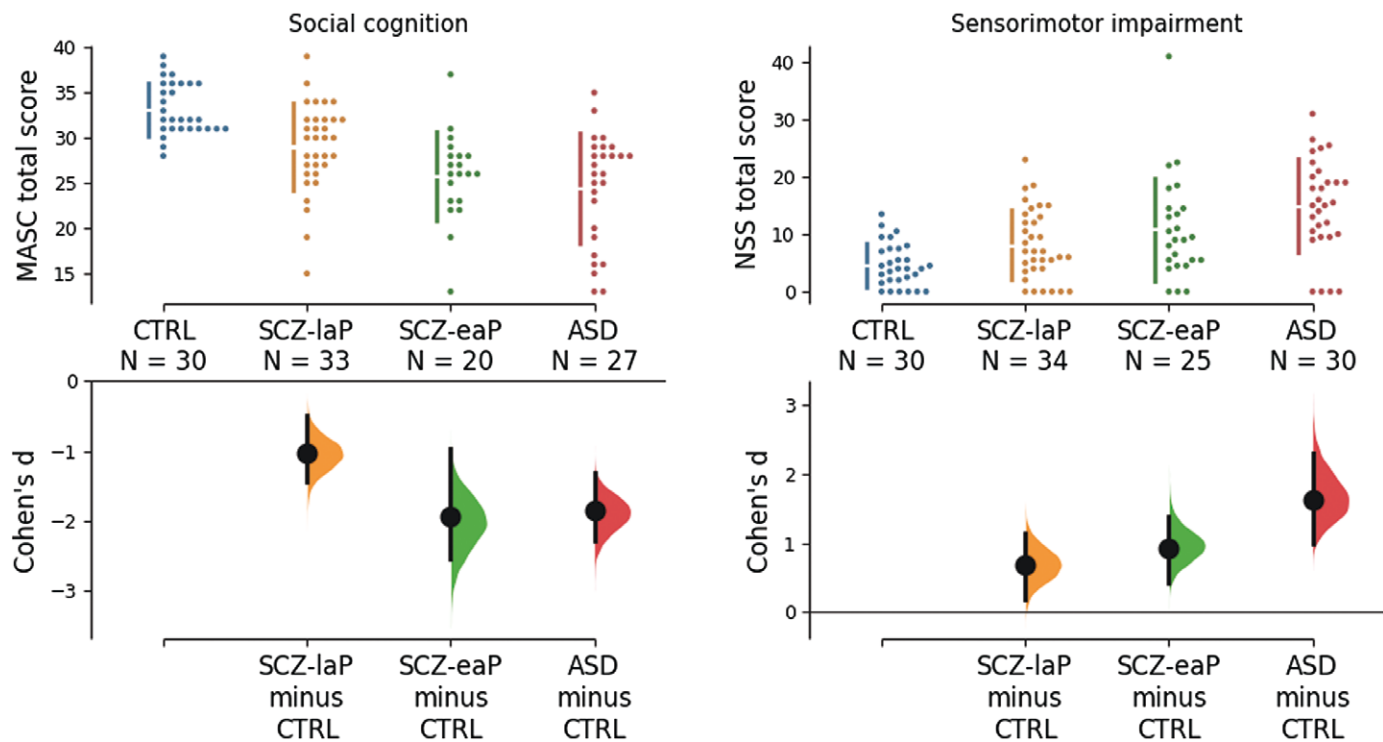 Social cognition
MASC total score
40
35
30
25
20
15
CTRL
N = 30
SCZ-laP
N = 33
SCZ-eaP
N = 20
ASD
N = 27
Cohen's d
0
−1
−2
−3
SCZ-laP
minus
CTRL
SCZ-eaP
minus
CTRL
ASD
minus
CTRL
Sensorimotor impairment
NSS total score
40
30
20
10
0
CTRL
N = 30
SCZ-laP
N = 34
SCZ-eaP
N = 25
ASD
N = 30
Cohen's d
3
2
1
0
SCZ-laP
minus
CTRL
SCZ-eaP
minus
CTRL
ASD
minus
CTRL